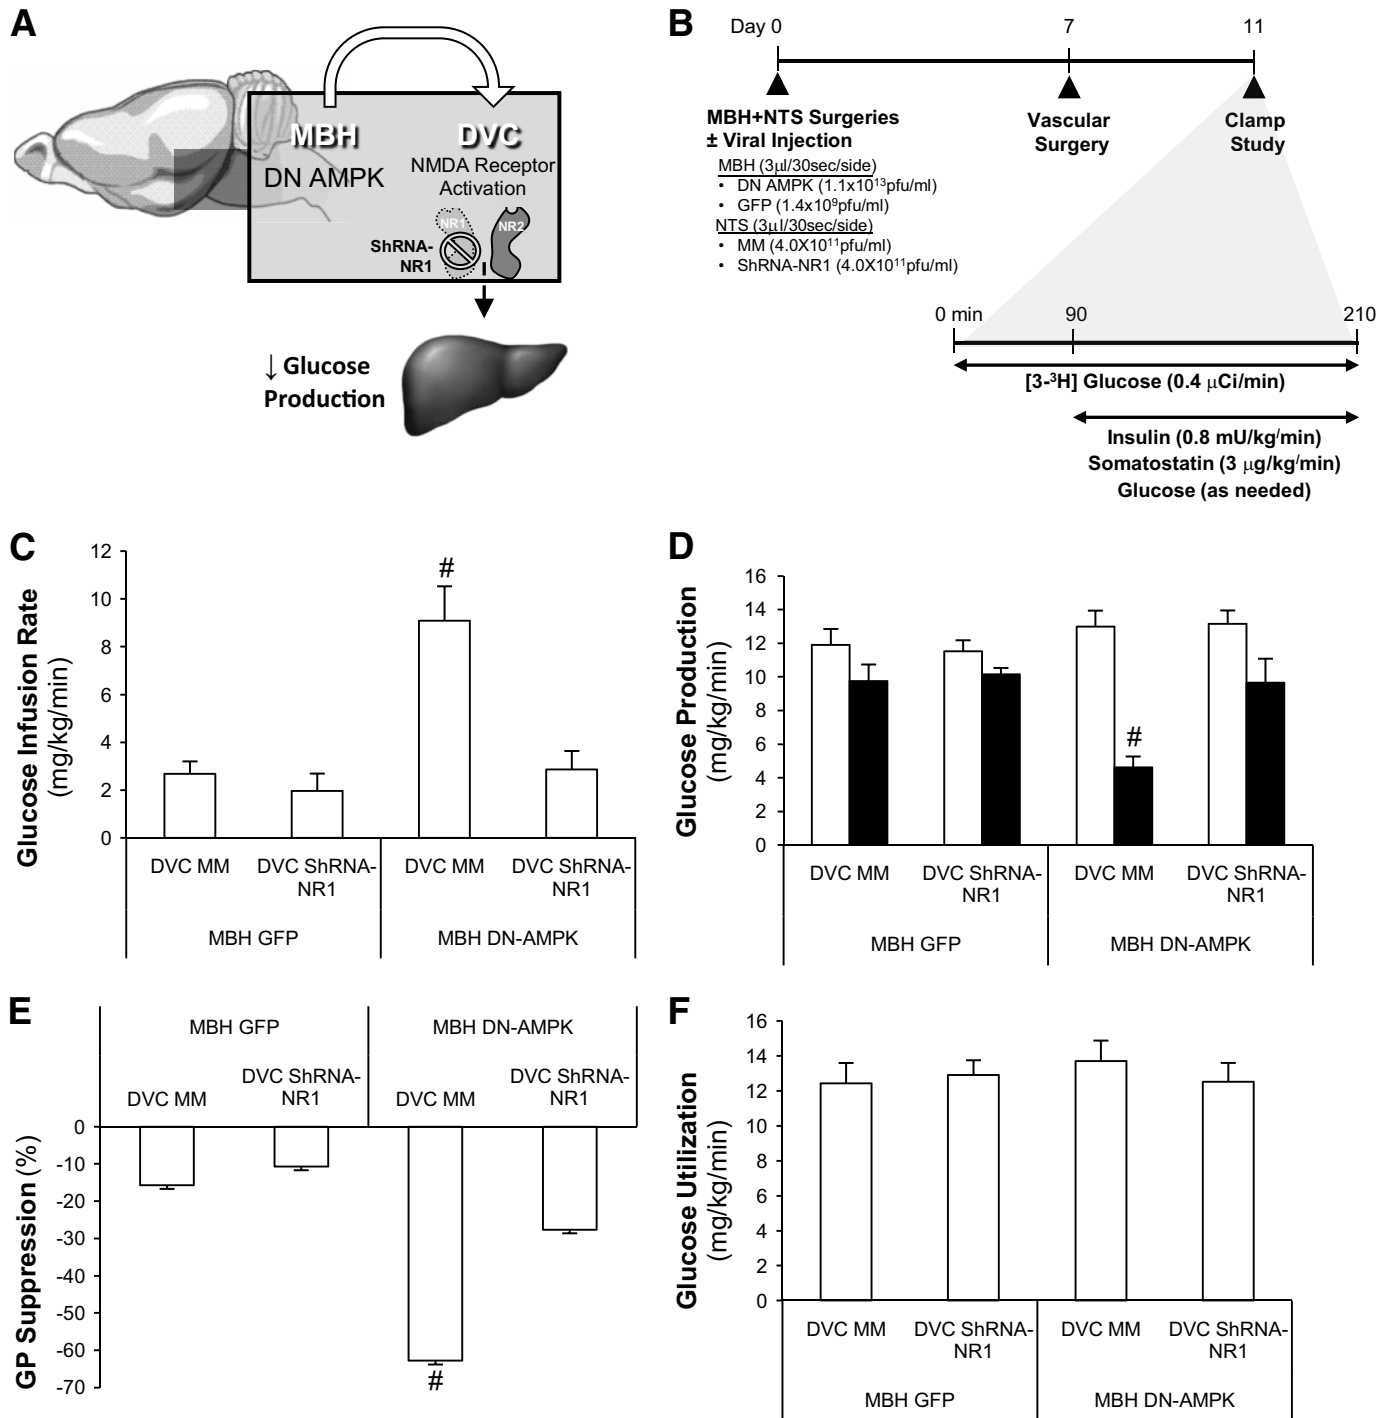 A
MBH
DVC
DN AMPK
NMDA Receptor
Activation
NR1
NR2
ShRNA-
NR1
↓ Glucose
Production
B
Day 0
7
11
MBH+NTS Surgeries
± Viral Injection
Vascular
Surgery
Clamp
Study
MBH (3μl/30sec/side)
• DN AMPK (1.1x10¹³pfu/ml)
• GFP (1.4x10⁹pfu/ml)
NTS (3μl/30sec/side)
• MM (4.0X10¹¹pfu/ml)
• ShRNA-NR1 (4.0X10¹¹pfu/ml)
0 min
90
210
[3-³H] Glucose (0.4 μCi/min)
Insulin (0.8 mU/kg/min)
Somatostatin (3 μg/kg/min)
Glucose (as needed)
C
Glucose Infusion Rate
(mg/kg/min)
12
10
8
6
4
2
0
#
DVC MM
DVC ShRNA-
NR1
DVC MM
DVC ShRNA-
NR1
MBH GFP
MBH DN-AMPK
D
Glucose Production
(mg/kg/min)
16
14
12
10
8
6
4
2
0
#
DVC MM
DVC ShRNA-
NR1
DVC MM
DVC ShRNA-
NR1
MBH GFP
MBH DN-AMPK
E
MBH GFP
MBH DN-AMPK
DVC MM
DVC ShRNA-
NR1
DVC MM
DVC ShRNA-
NR1
GP Suppression (%)
0
-10
-20
-30
-40
-50
-60
-70
#
F
Glucose Utilization
(mg/kg/min)
16
14
12
10
8
6
4
2
0
DVC MM
DVC ShRNA-
NR1
DVC MM
DVC ShRNA-
NR1
MBH GFP
MBH DN-AMPK